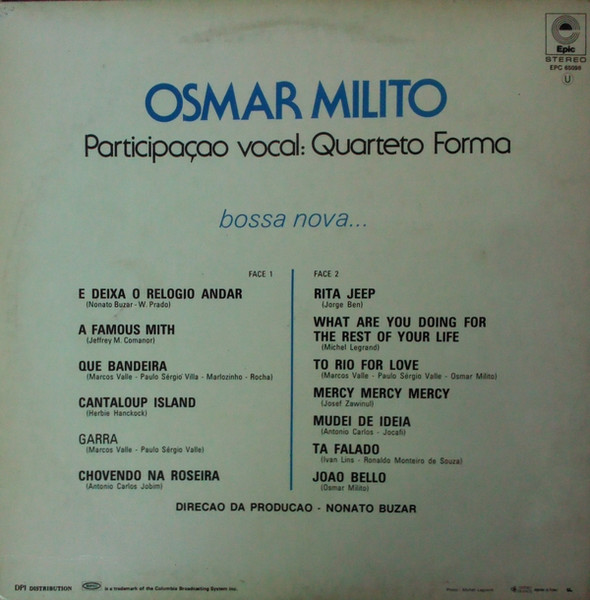 Epic
STEREO
EPC 80086
U
OSMAR MILITO
Participaçao vocal: Quarteto Forma
bossa nova...
FACE 1
E DEIXA O RELOGIO ANDAR
(Nonato Buzar - W. Prado)
A FAMOUS MITH
(Jeffrey M. Comanor)
QUE BANDEIRA
(Marcos Valle - Paulo Sérgio Villa - Marlozinho - Rocha)
CANTALOUP ISLAND
(Herbie Hanckock)
GARRA
(Marcos Valle - Paulo Sérgio Valle)
CHOVENDO NA ROSEIRA
(Antonio Carlos Jobim)
FACE 2
RITA JEEP
(Jorge Ben)
WHAT ARE YOU DOING FOR
THE REST OF YOUR LIFE
(Michel Legrand)
TO RIO FOR LOVE
(Marcos Valle - Paulo Sérgio Valle - Osmar Milito)
MERCY MERCY MERCY
(Josef Zawinul)
MUDEI DE IDEIA
(Antonio Carlos - Jocafi)
TA FALADO
(Ivan Lins - Ronaldo Monteiro de Souza)
JOAO BELLO
(Osmar Milito)
DIRECAO DA PRODUCAO - NONATO BUZAR
DPI DISTRIBUTION
Epic is a trademark of the Columbia Broadcasting System Inc.